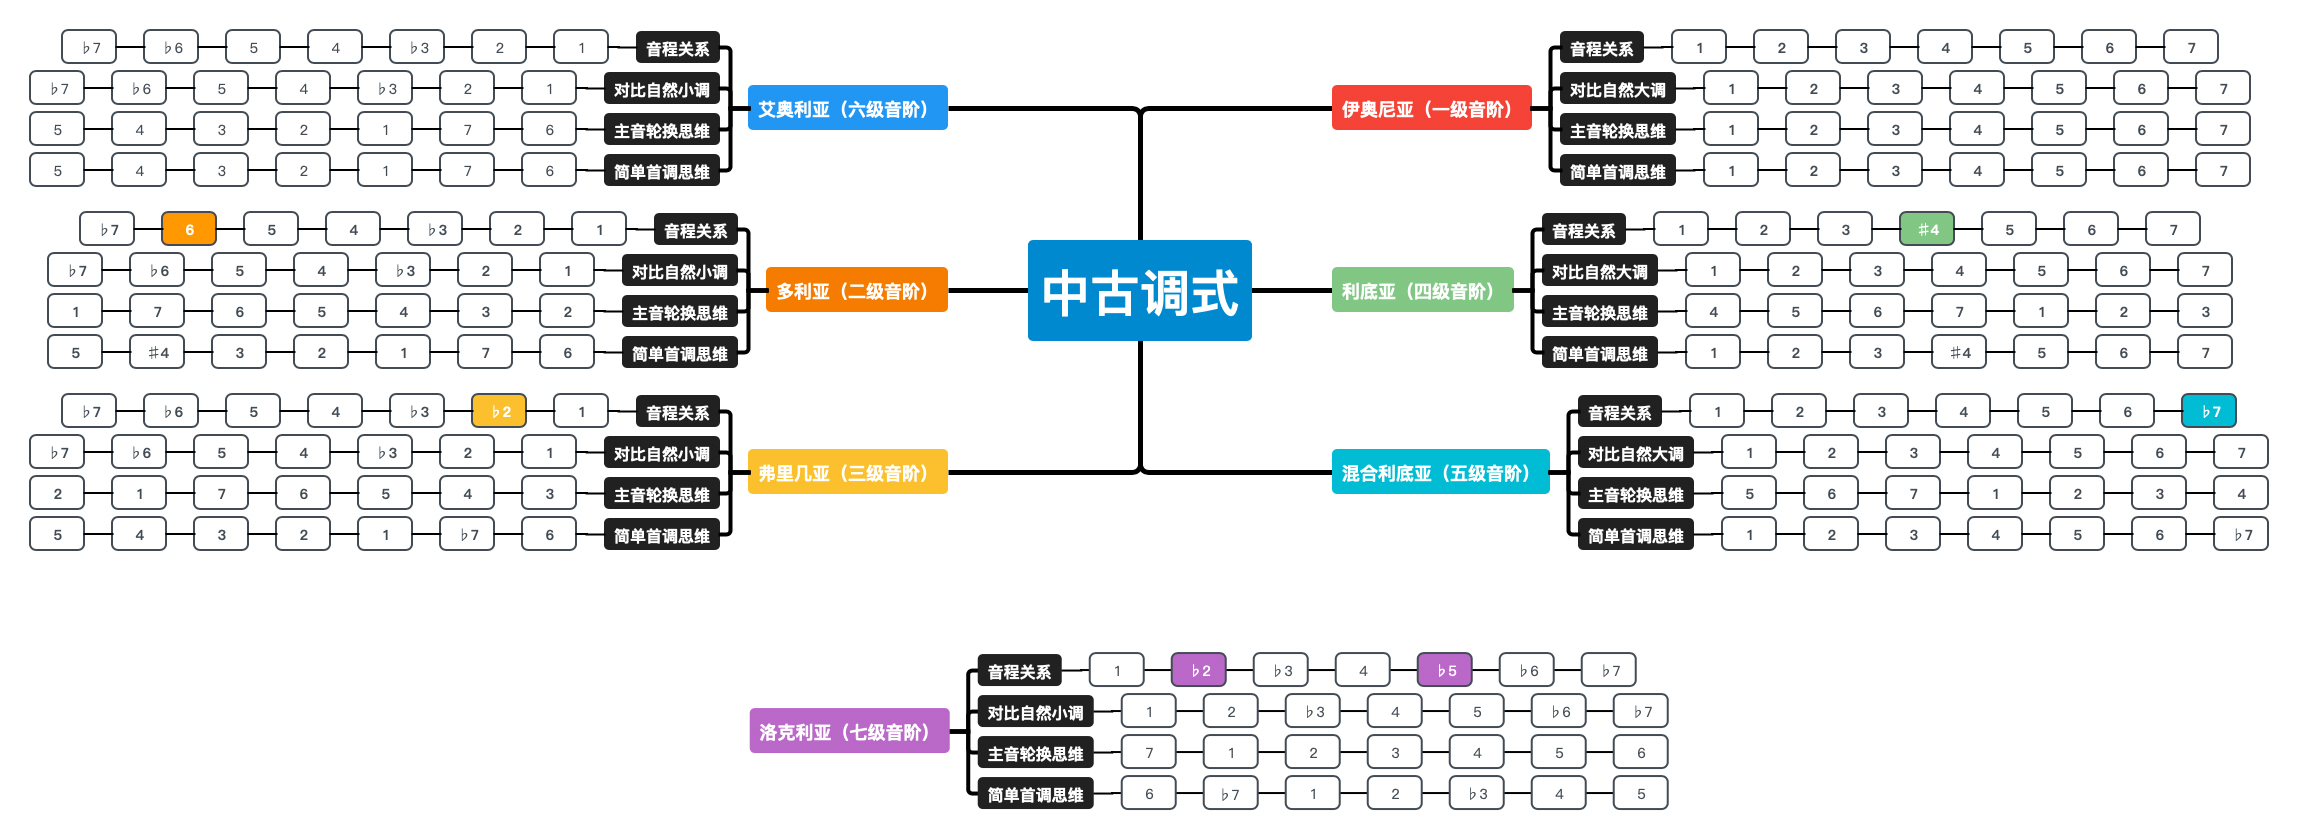 中古调式
艾奥利亚（六级音阶）
♭7 ♭6 5 4 ♭3 2 1 音程关系
♭7 ♭6 5 4 ♭3 2 1 对比自然小调
5 4 3 2 1 7 6 主音轮换思维
5 4 3 2 1 7 6 简单首调思维
多利亚（二级音阶）
♭7 6 5 4 ♭3 2 1 音程关系
♭7 ♭6 5 4 ♭3 2 1 对比自然小调
1 7 6 5 4 3 2 主音轮换思维
5 ♯4 3 2 1 7 6 简单首调思维
弗里几亚（三级音阶）
♭7 ♭6 5 4 ♭3 ♭2 1 音程关系
♭7 ♭6 5 4 ♭3 2 1 对比自然小调
2 1 7 6 5 4 3 主音轮换思维
5 4 3 2 1 ♭7 6 简单首调思维
伊奥尼亚（一级音阶）
音程关系 1 2 3 4 5 6 7
对比自然大调 1 2 3 4 5 6 7
主音轮换思维 1 2 3 4 5 6 7
简单首调思维 1 2 3 4 5 6 7
利底亚（四级音阶）
音程关系 1 2 3 ♯4 5 6 7
对比自然大调 1 2 3 4 5 6 7
主音轮换思维 4 5 6 7 1 2 3
简单首调思维 1 2 3 ♯4 5 6 7
混合利底亚（五级音阶）
音程关系 1 2 3 4 5 6 ♭7
对比自然大调 1 2 3 4 5 6 7
主音轮换思维 5 6 7 1 2 3 4
简单首调思维 1 2 3 4 5 6 ♭7
洛克利亚（七级音阶）
音程关系 1 ♭2 ♭3 4 ♭5 ♭6 ♭7
对比自然小调 1 2 ♭3 4 5 ♭6 ♭7
主音轮换思维 7 1 2 3 4 5 6
简单首调思维 6 ♭7 1 2 ♭3 4 5